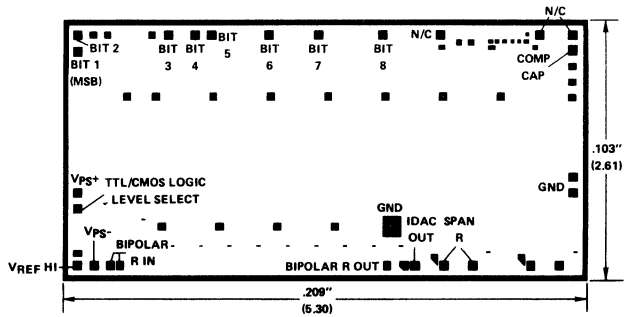 N/C
BIT 2
BIT 1
(MSB)
BIT
3
BIT
4
BIT
5
BIT
6
BIT
7
BIT
8
N/C
COMP
CAP
.103"
(2.61)
VPS+
TTL/CMOS LOGIC
LEVEL SELECT
GND
GND
IDAC
OUT
SPAN
R
VPS-
BIPOLAR
R IN
VREF HI
BIPOLAR R OUT
.209"
(5.30)